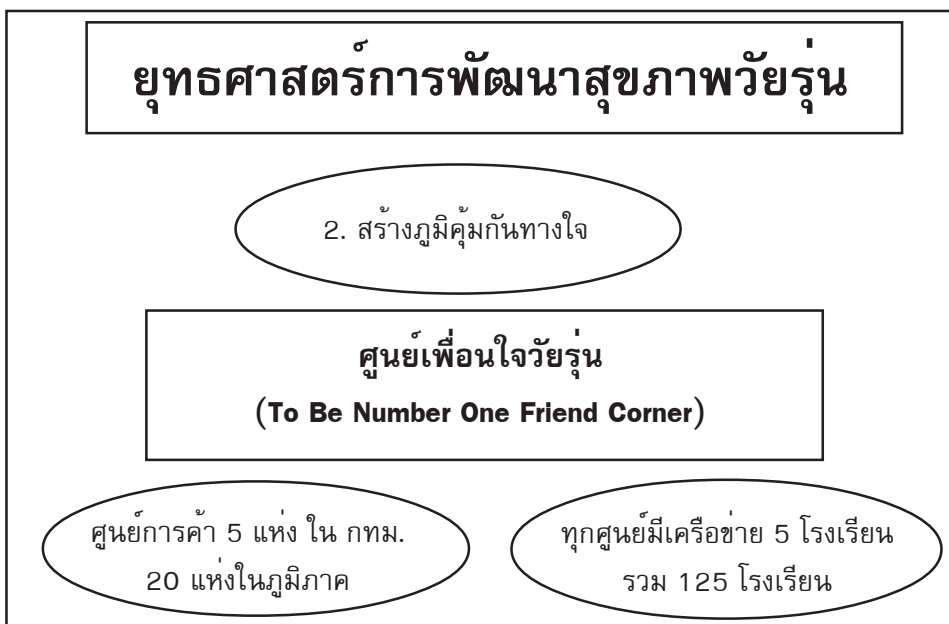 ยุทธศาสตร์การพัฒนาสุขภาพวัยรุ่น
2. สร้างภูมิคุ้มกันทางใจ
ศูนย์เพื่อนใจวัยรุ่น
(To Be Number One Friend Corner)
ศูนย์การค้า 5 แห่ง ใน กทม.
20 แห่งในภูมิภาค
ทุกศูนย์มีเครือข่าย 5 โรงเรียน
รวม 125 โรงเรียน